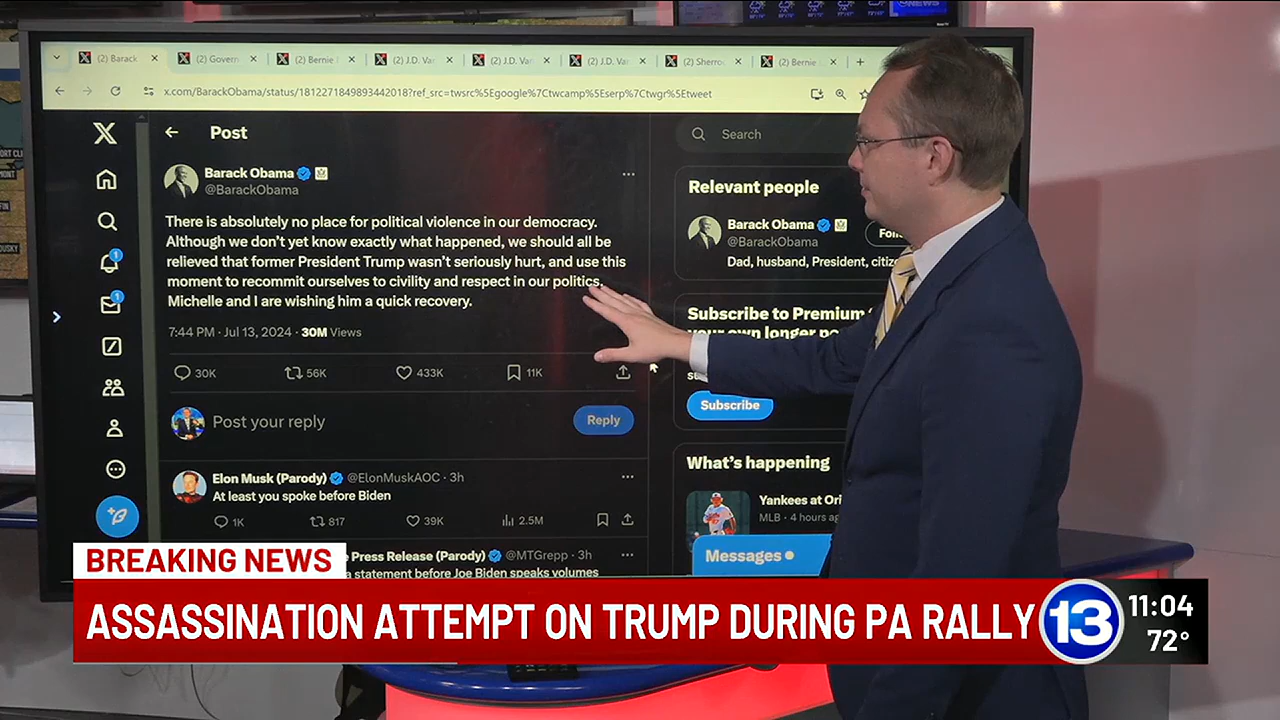 (2) Barack
(2) Govern
(2) Bernie
(2) J.D. Van
(2) J.D. Va
(2) J.D. Va
(2) Sherro
(2) Bernie
x.com/BarackObama/status/1812271849893442018?ref_src=twsrc%5Egoogle%7Ctwcamp%5Eserp%7Ctwgr%5Etweet
Post
Search
Barack Obama
@BarackObama
There is absolutely no place for political violence in our democracy.
Although we don't yet know exactly what happened, we should all be
relieved that former President Trump wasn't seriously hurt, and use this
moment to recommit ourselves to civility and respect in our politics.
Michelle and I are wishing him a quick recovery.
7:44 PM · Jul 13, 2024 · 30M Views
30K 56K 433K 11K
Post your reply
Reply
Elon Musk (Parody) @ElonMuskAOC · 3h
At least you spoke before Biden
1K 817 39K 2.5M
Press Release (Parody) @MTGrepp · 3h
a statement before Joe Biden speaks volumes
Relevant people
Barack Obama
@BarackObama
Dad, husband, President, citize
Subscribe to Premium
your own longer po
Subscribe
What's happening
Yankees at Ori
MLB · 4 hours ag
Messages
BREAKING NEWS
ASSASSINATION ATTEMPT ON TRUMP DURING PA RALLY
13
11:04
72°